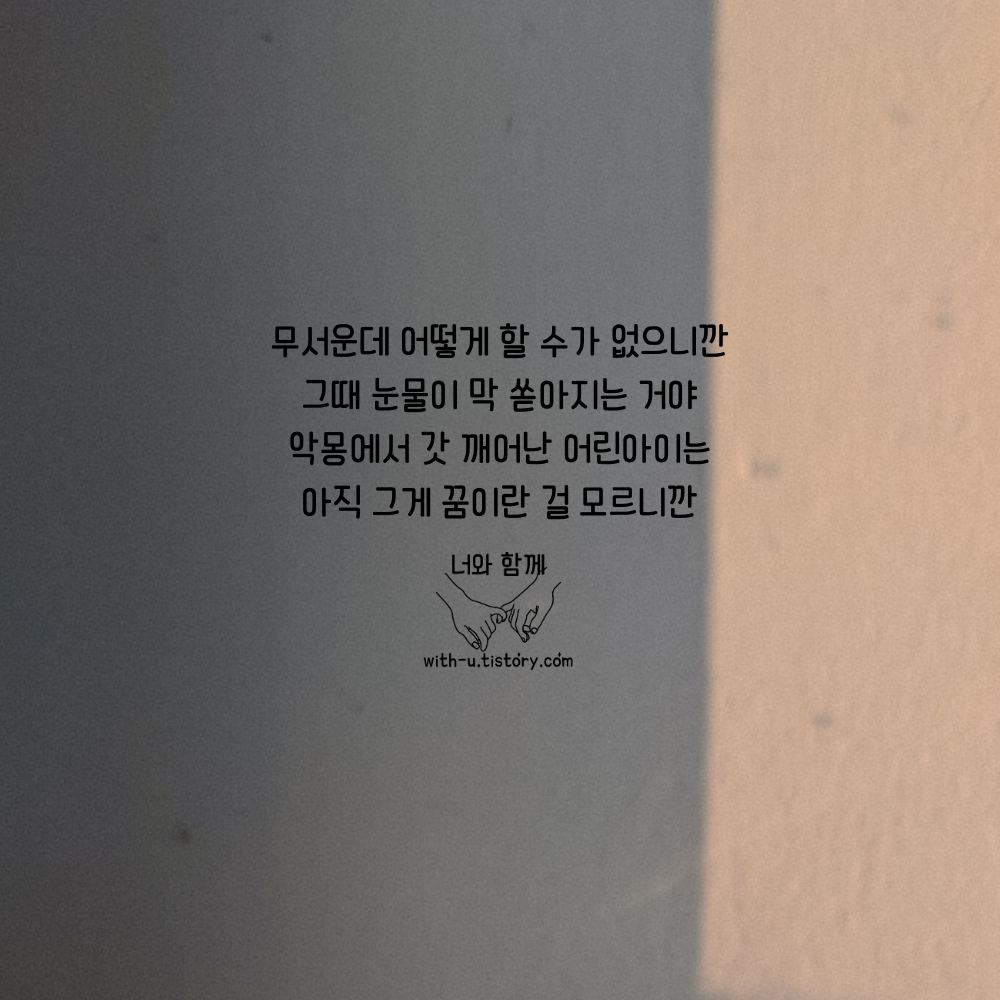 무서운데 어떻게 할 수가 없으니깐
그때 눈물이 막 쏟아지는 거야
악몽에서 갓 깨어난 어린아이는
아직 그게 꿈이란 걸 모르니깐
너와 함께
with-u.tistory.com